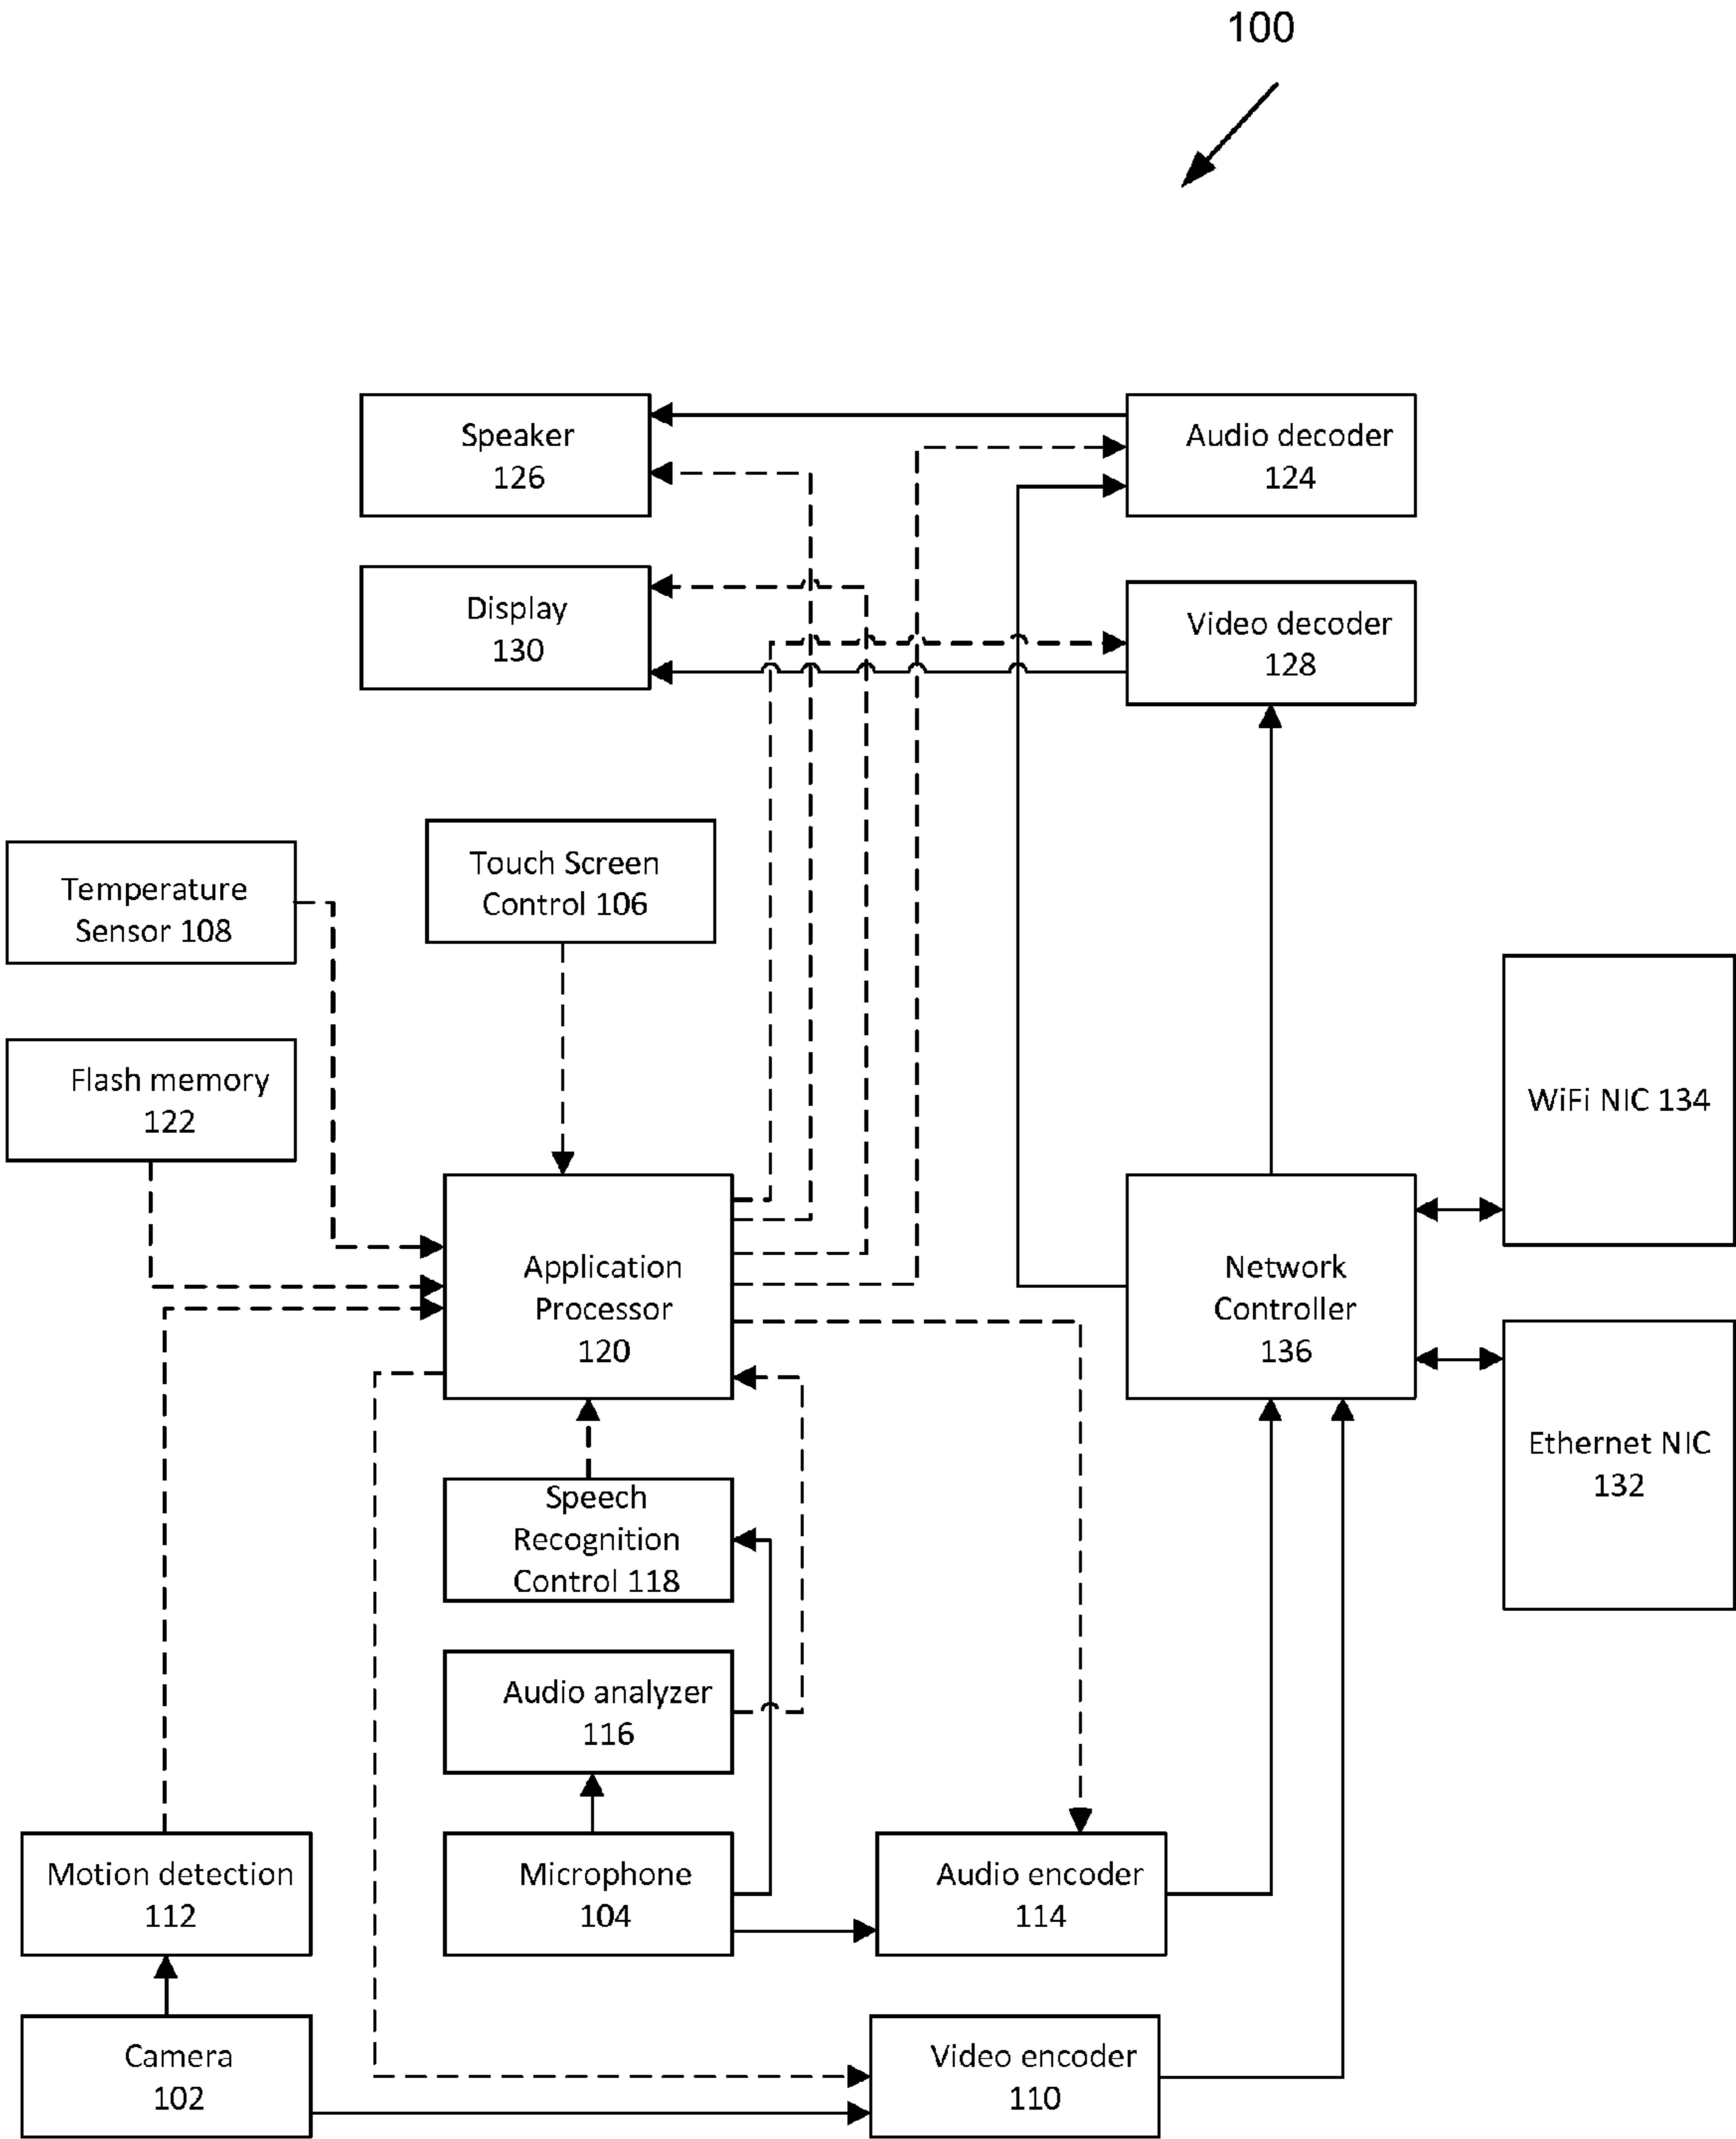 100
Speaker
126
Audio decoder
124
Display
130
Video decoder
128
Touch Screen
Control 106
Temperature
Sensor 108
Flash memory
122
WiFi NIC 134
Application
Processor
120
Network
Controller
136
Ethernet NIC
132
Speech
Recognition
Control 118
Audio analyzer
116
Motion detection
112
Microphone
104
Audio encoder
114
Camera
102
Video encoder
110